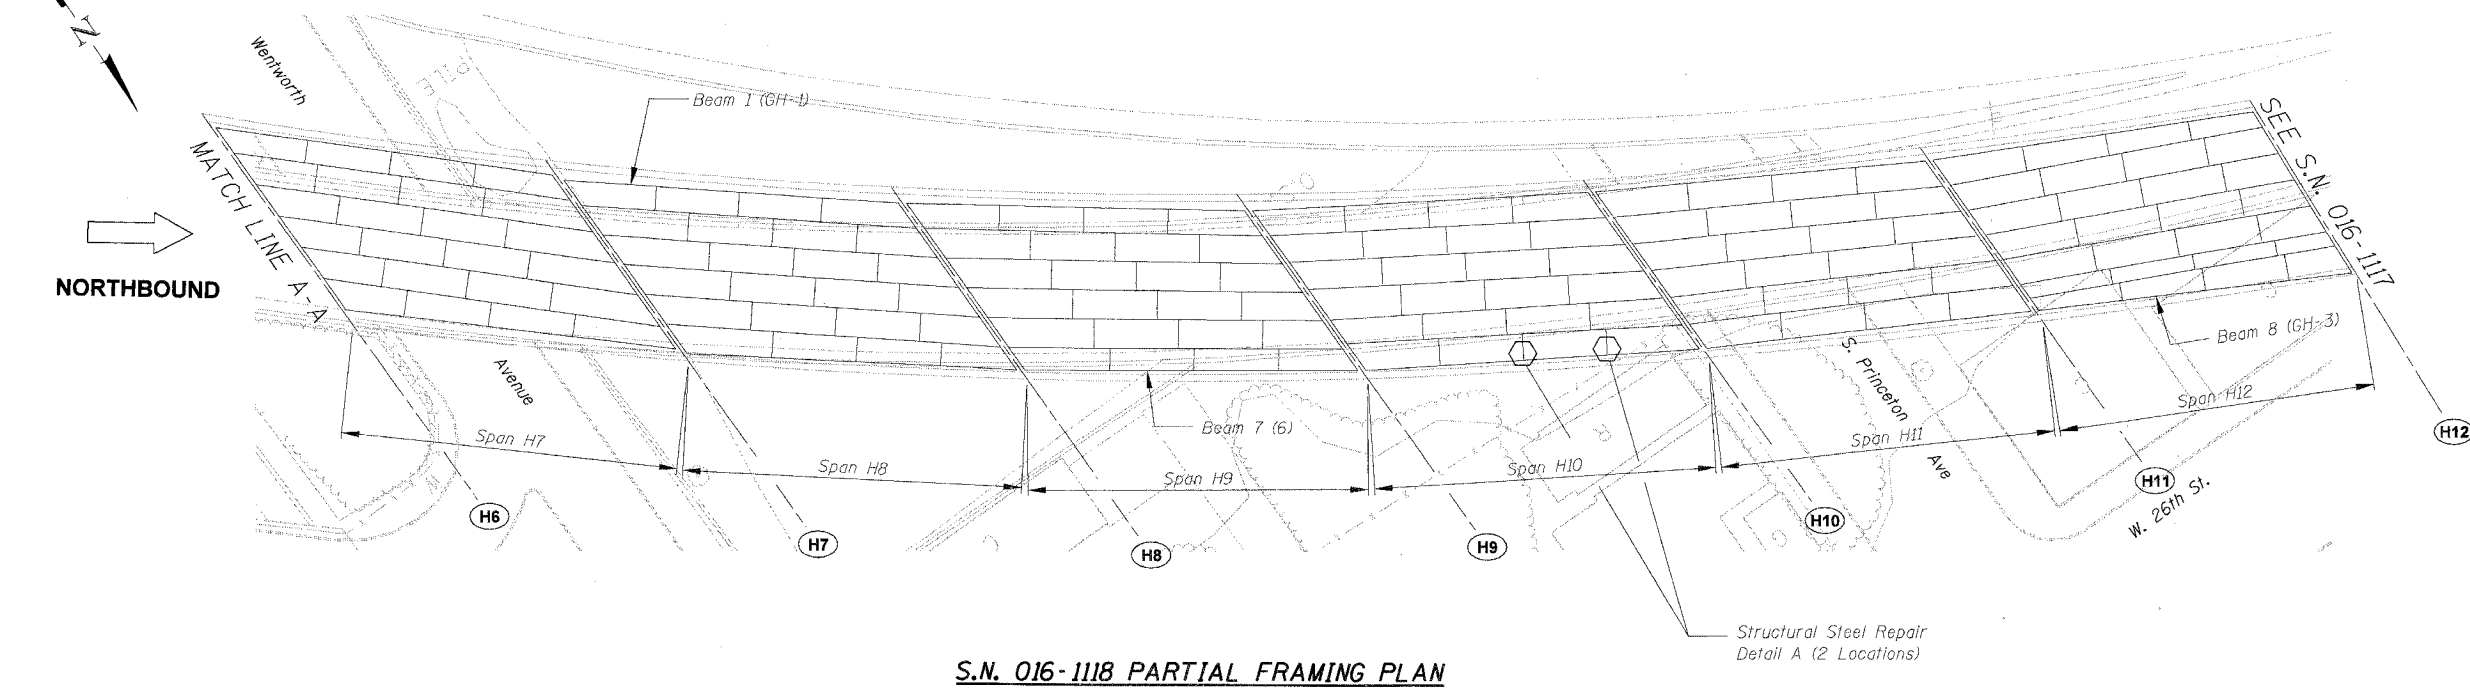 N
Wentworth
Beam 1 (GH-1)
MATCH LINE A-A
NORTHBOUND
SEE S.N. 016-1117
Avenue
Beam 7 (6)
S. Princeton
Ave
Beam 8 (GH-3)
Span H7
Span H8
Span H9
Span H10
Span H11
Span H12
W. 26th St.
H6
H7
H8
H9
H10
H11
H12
Structural Steel Repair
Detail A (2 Locations)
S.N. 016-1118 PARTIAL FRAMING PLAN